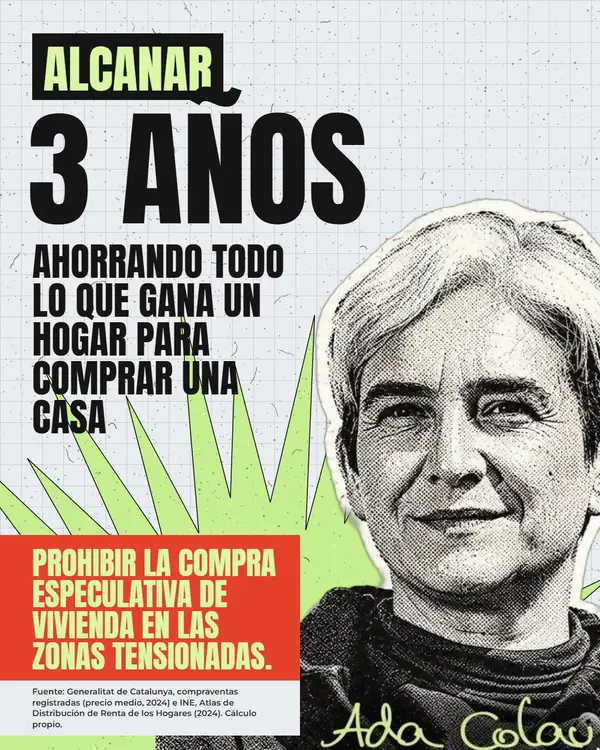 ALCANAR
3 AÑOS
AHORRANDO TODO
LO QUE GANA UN
HOGAR PARA
COMPRAR UNA
CASA
PROHIBIR LA COMPRA
ESPECULATIVA DE
VIVIENDA EN LAS
ZONAS TENSIONADAS.
Fuente: Generalitat de Catalunya, compraventas
registradas (precio medio, 2024) e INE, Atlas de
Distribución de Renta de los Hogares (2024). Cálculo
propio.
Ada Colau